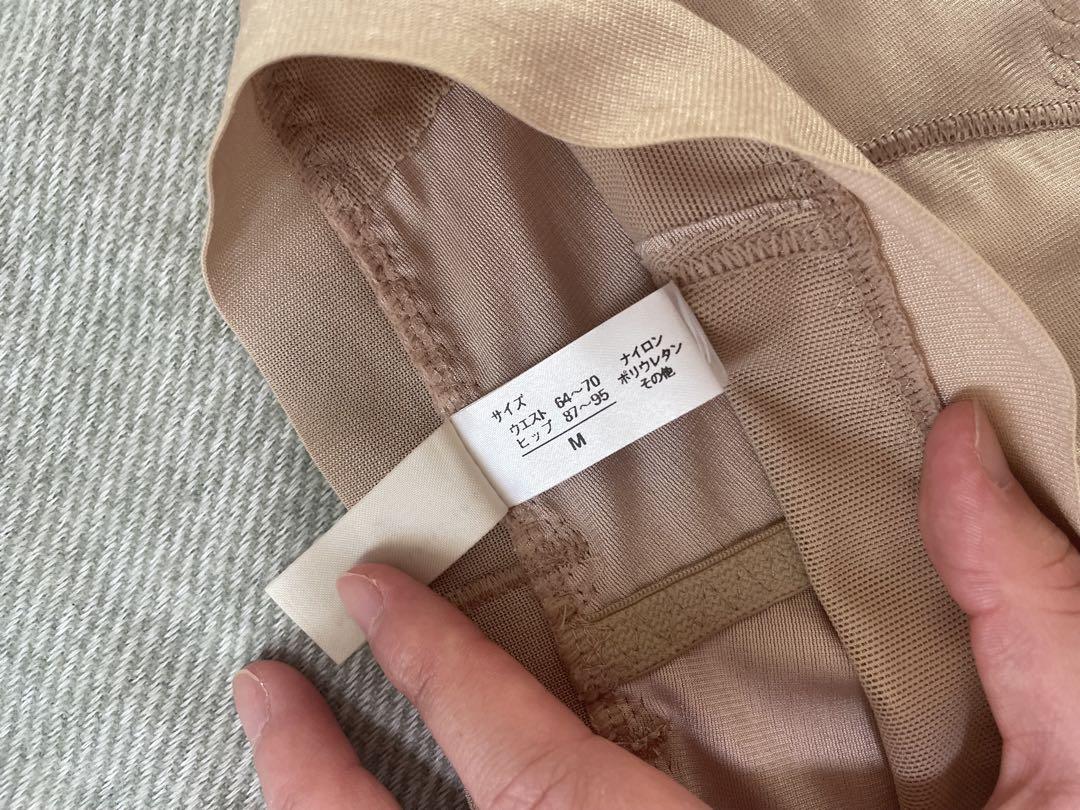 サイズ
ウエスト 64～70
ヒップ 87～95
M
ナイロン
ポリウレタン
その他